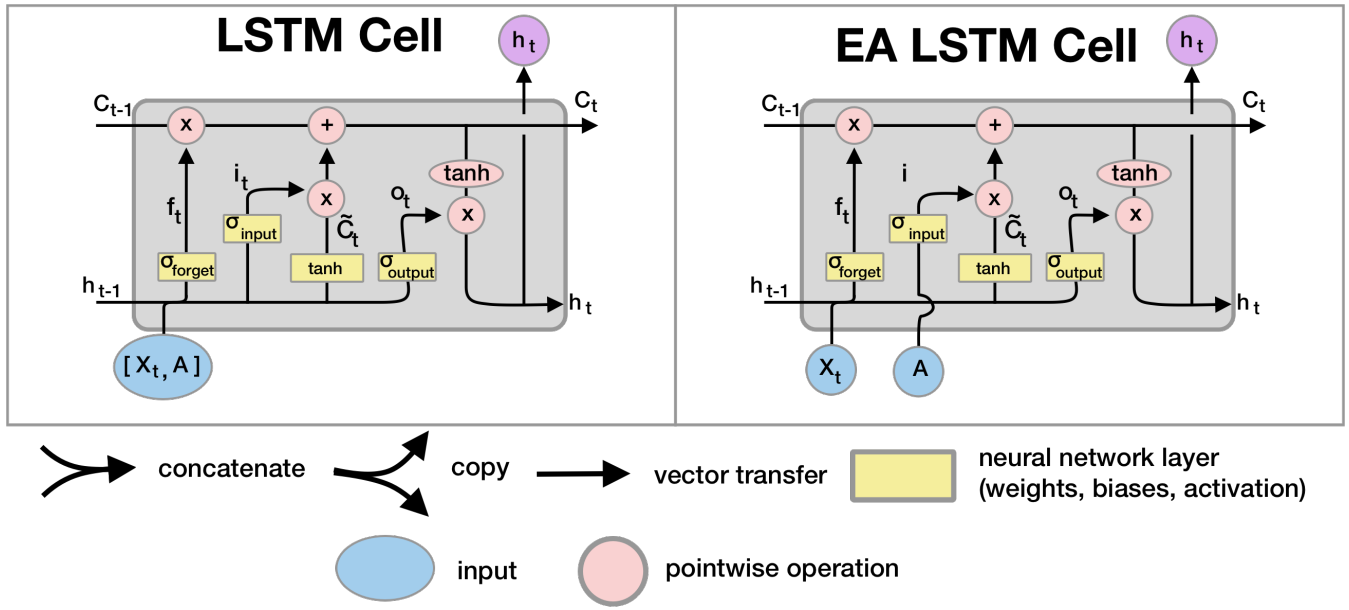 LSTM Cell
h t
C t-1
C t
x
+
i t
tanh
f t
σ input
x
C̃ t
o t
x
σ forget
tanh
σ output
h t-1
h t
[ X t , A ]
EA LSTM Cell
h t
C t-1
C t
x
+
i
tanh
f t
σ input
x
C̃ t
o t
x
σ forget
tanh
σ output
h t-1
h t
X t
A
concatenate
copy
vector transfer
neural network layer
(weights, biases, activation)
input
pointwise operation